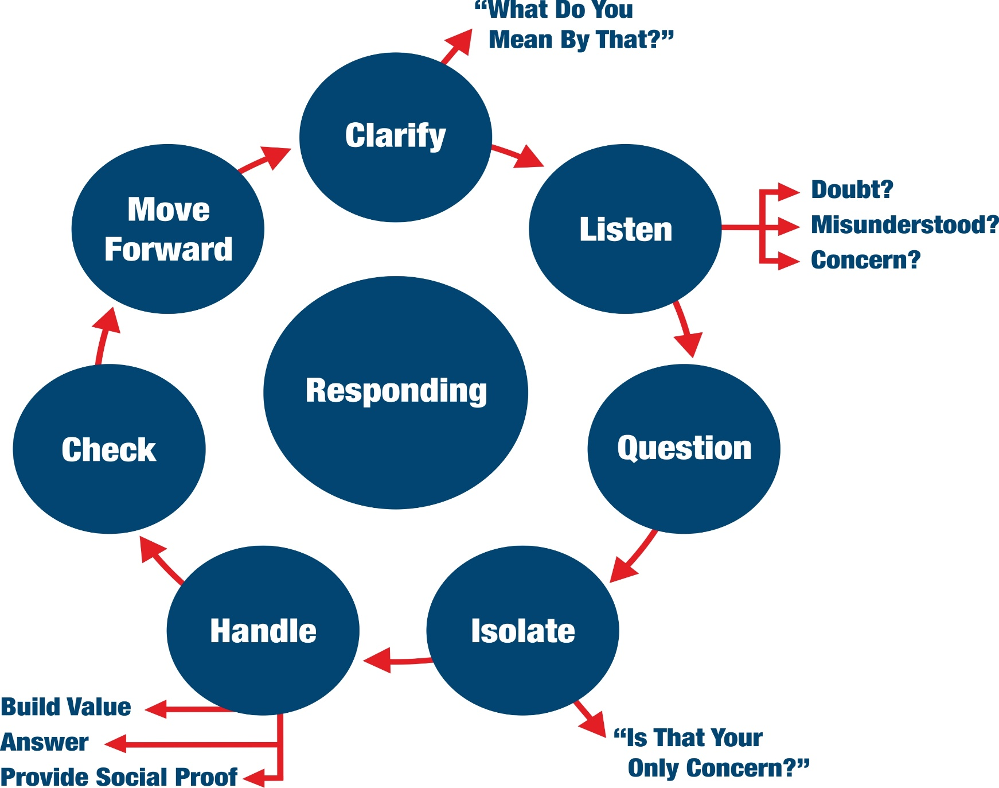 “What Do You
Mean By That?”
Clarify
Listen
Doubt?
Misunderstood?
Concern?
Question
Isolate
“Is That Your
Only Concern?”
Handle
Build Value
Answer
Provide Social Proof
Check
Move
Forward
Responding